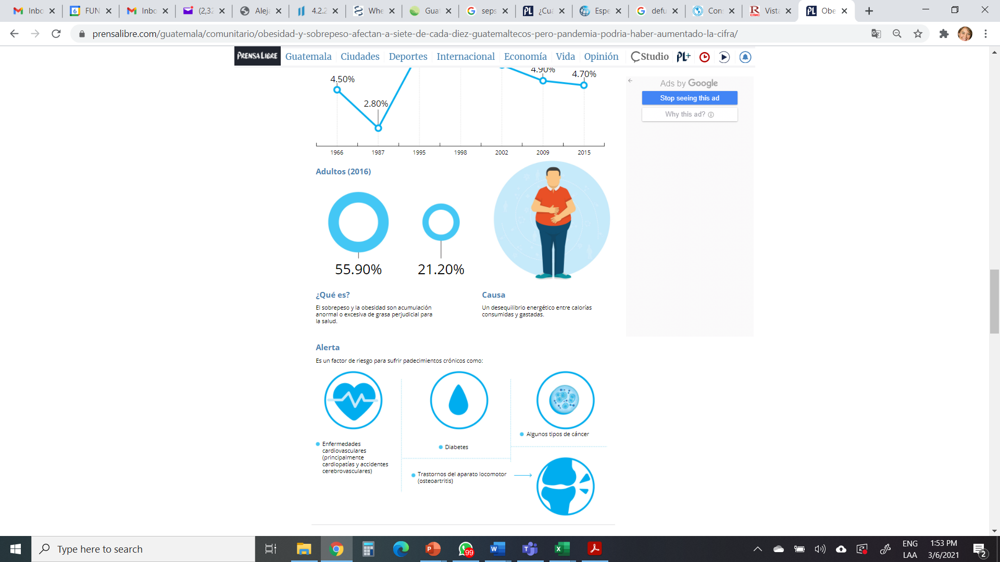 Inbo
FUN
Inbo
(2,32
Aleja
4.2.2
Whe
Guat
seps
¿Cuá
Espe
defu
Con
Vista
Obe
prensalibre.com/guatemala/comunitario/obesidad-y-sobrepeso-afectan-a-siete-de-cada-diez-guatemaltecos-pero-pandemia-podria-haber-aumentado-la-cifra/
PRENSA LIBRE Guatemala Ciudades Deportes Internacional Economía Vida Opinión Studio PL+
4.50%
2.80%
4.90%
4.70%
1966 1987 1995 1998 2002 2009 2015
Ads by Google
Stop seeing this ad
Why this ad?
Adultos (2016)
55.90%
21.20%
¿Qué es?
El sobrepeso y la obesidad son acumulación
anormal o excesiva de grasa perjudicial para
la salud.
Causa
Un desequilibrio energético entre calorías
consumidas y gastadas.
Alerta
Es un factor de riesgo para sufrir padecimientos crónicos como:
Enfermedades
cardiovasculares
(principalmente
cardiopatías y accidentes
cerebrovasculares)
Diabetes
Algunos tipos de cáncer
Trastornos del aparato locomotor
(osteoartritis)
Type here to search
99
ENG
LAA
1:53 PM
3/6/2021
2